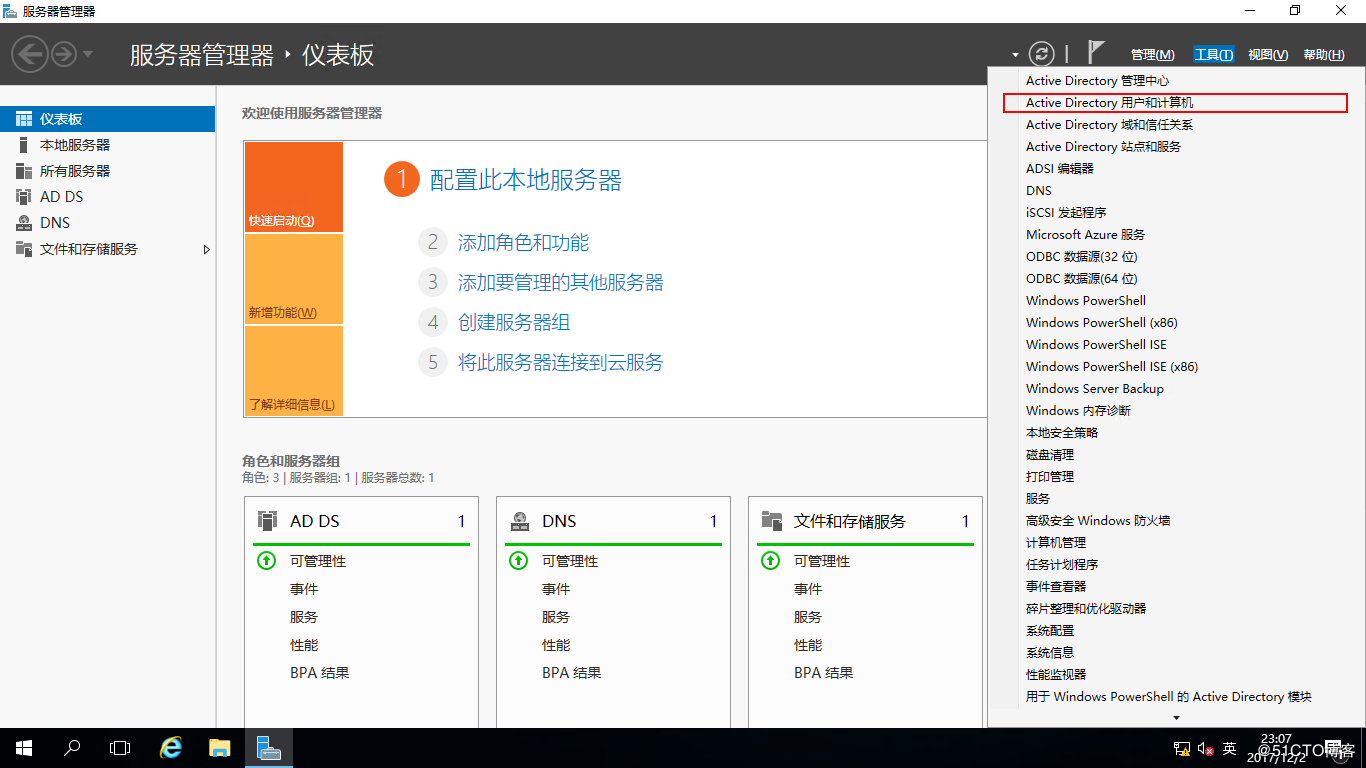 服务器管理器
服务器管理器 ‣ 仪表板
管理(M) 工具(T) 视图(V) 帮助(H)
仪表板
本地服务器
所有服务器
AD DS
DNS
文件和存储服务
欢迎使用服务器管理器
快速启动(Q)
新增功能(W)
了解详细信息(L)
1 配置此本地服务器
2 添加角色和功能
3 添加要管理的其他服务器
4 创建服务器组
5 将此服务器连接到云服务
角色和服务器组
角色: 3 | 服务器组: 1 | 服务器总数: 1
AD DS 1
可管理性
事件
服务
性能
BPA 结果
DNS 1
可管理性
事件
服务
性能
BPA 结果
文件和存储服务 1
可管理性
事件
服务
性能
BPA 结果
Active Directory 管理中心
Active Directory 用户和计算机
Active Directory 域和信任关系
Active Directory 站点和服务
ADSI 编辑器
DNS
iSCSI 发起程序
Microsoft Azure 服务
ODBC 数据源(32 位)
ODBC 数据源(64 位)
Windows PowerShell
Windows PowerShell (x86)
Windows PowerShell ISE
Windows PowerShell ISE (x86)
Windows Server Backup
Windows 内存诊断
本地安全策略
磁盘清理
打印管理
服务
高级安全 Windows 防火墙
计算机管理
任务计划程序
事件查看器
碎片整理和优化驱动器
系统配置
系统信息
性能监视器
用于 Windows PowerShell 的 Active Directory 模块
英
23:07
2017/12/2
@51CTO博客